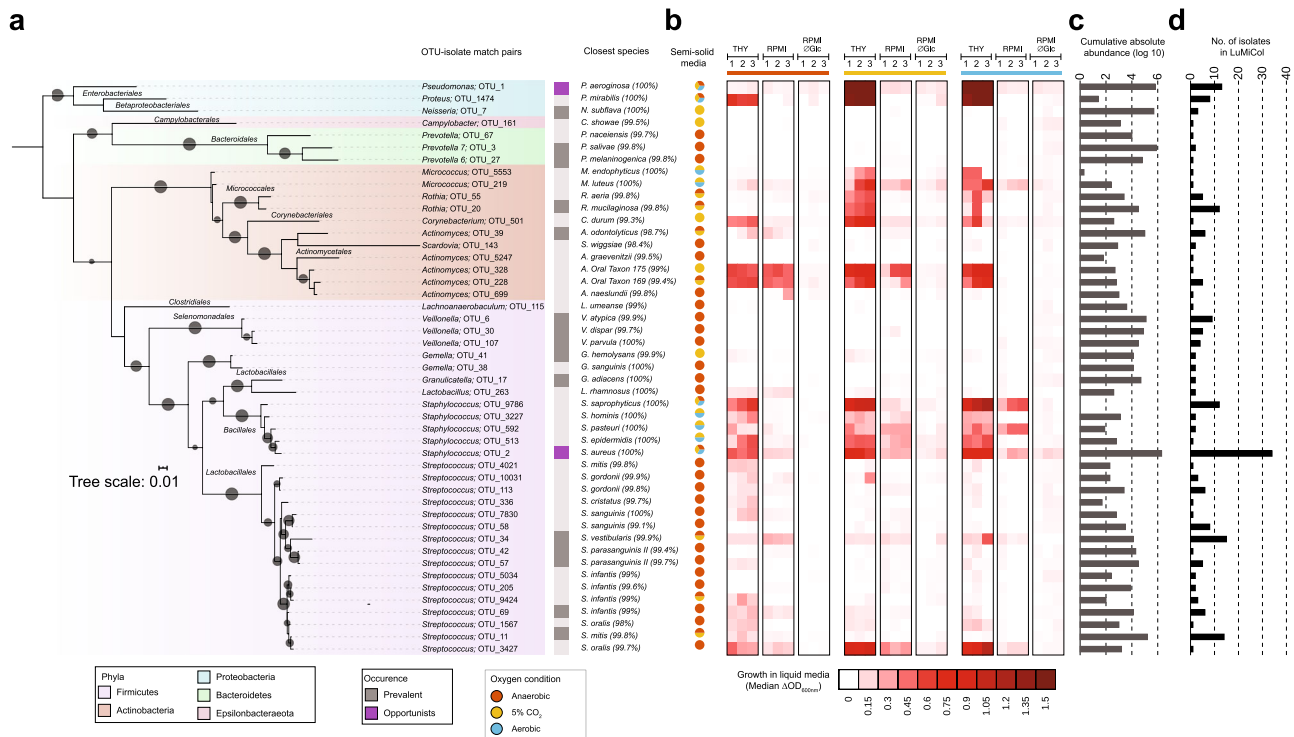 a
b
c
d
OTU-isolate match pairs
Closest species
Semi-solid media
THY RPMI RPMI ∅Glc THY RPMI RPMI ∅Glc THY RPMI RPMI ∅Glc
1 2 3 1 2 3 1 2 3 1 2 3 1 2 3 1 2 3 1 2 3 1 2 3 1 2 3
Cumulative absolute abundance (log 10)
0 2 4 6
No. of isolates in LuMiCol
0 -10 -20 -30 -40
Enterobacteriales
Betaproteobacteriales
Campylobacterales
Bacteroidales
Micrococcales
Corynebacteriales
Actinomycetales
Clostridiales
Selenomonadales
Lactobacillales
Bacillales
Lactobacillales
Tree scale: 0.01
Pseudomonas; OTU_1 P. aeroginosa (100%)
Proteus; OTU_1474 P. mirabilis (100%)
Neisseria; OTU_7 N. subflava (100%)
Campylobacter; OTU_161 C. showae (99.5%)
Prevotella; OTU_67 P. naceiensis (99.7%)
Prevotella 7; OTU_3 P. salivae (99.8%)
Prevotella 6; OTU_27 P. melaninogenica (99.8%)
Micrococcus; OTU_5553 M. endophyticus (100%)
Micrococcus; OTU_219 M. luteus (100%)
Rothia; OTU_55 R. aeria (99.8%)
Rothia; OTU_20 R. mucilaginosa (99.8%)
Corynebacterium; OTU_501 C. durum (99.3%)
Actinomyces; OTU_39 A. odontolyticus (98.7%)
Scardovia; OTU_143 S. wiggsiae (98.4%)
Actinomyces; OTU_5247 A. graevenitzii (99.5%)
Actinomyces; OTU_328 A. Oral Taxon 175 (99%)
Actinomyces; OTU_228 A. Oral Taxon 169 (99.4%)
Actinomyces; OTU_699 A. naeslundii (99.8%)
Lachnoanaerobaculum; OTU_115 L. umeanse (99%)
Veillonella; OTU_6 V. atypica (99.9%)
Veillonella; OTU_30 V. dispar (99.7%)
Veillonella; OTU_107 V. parvula (100%)
Gemella; OTU_41 G. hemolysans (99.9%)
Gemella; OTU_38 G. sanguinis (100%)
Granulicatella; OTU_17 G. adiacens (100%)
Lactobacillus; OTU_263 L. rhamnosus (100%)
Staphylococcus; OTU_9786 S. saprophyticus (100%)
Staphylococcus; OTU_3227 S. hominis (100%)
Staphylococcus; OTU_592 S. pasteuri (100%)
Staphylococcus; OTU_513 S. epidermidis (100%)
Staphylococcus; OTU_2 S. aureus (100%)
Streptococcus; OTU_4021 S. mitis (99.8%)
Streptococcus; OTU_10031 S. gordonii (99.9%)
Streptococcus; OTU_113 S. gordonii (99.8%)
Streptococcus; OTU_336 S. cristatus (99.7%)
Streptococcus; OTU_7830 S. sanguinis (100%)
Streptococcus; OTU_58 S. sanguinis (99.1%)
Streptococcus; OTU_34 S. vestibularis (99.9%)
Streptococcus; OTU_42 S. parasanguinis II (99.4%)
Streptococcus; OTU_57 S. parasanguinis II (99.7%)
Streptococcus; OTU_5034 S. infantis (99%)
Streptococcus; OTU_205 S. infantis (99.6%)
Streptococcus; OTU_9424 S. infantis (99%)
Streptococcus; OTU_69 S. infantis (99%)
Streptococcus; OTU_1567 S. oralis (98%)
Streptococcus; OTU_11 S. mitis (99.8%)
Streptococcus; OTU_3427 S. oralis (99.7%)
Phyla
Firmicutes
Actinobacteria
Proteobacteria
Bacteroidetes
Epsilonbacteraeota
Occurence
Prevalent
Opportunists
Oxygen condition
Anaerobic
5% CO2
Aerobic
Growth in liquid media
(Median ΔOD600nm)
0 0.15 0.3 0.45 0.6 0.75 0.9 1.05 1.2 1.35 1.5